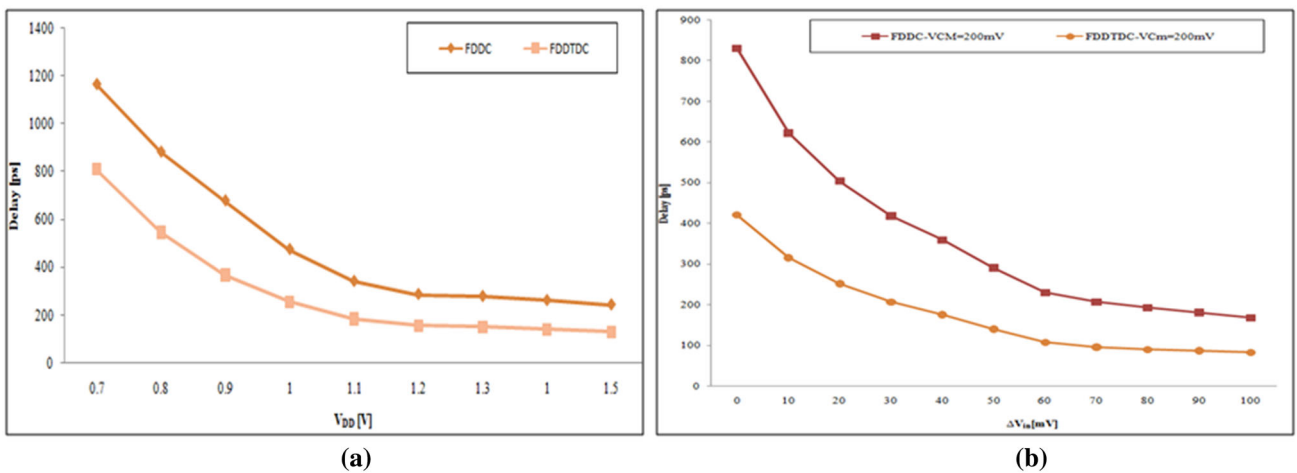 1400
1200
1000
800
600
400
200
0
Delay [ps]
FDDC
FDDTDC
0.7 0.8 0.9 1 1.1 1.2 1.3 1 1.5
VDD [V]
(a)
900
800
700
600
500
400
300
200
100
0
Delay [ps]
FDDC-VCM=200mV
FDDTDC-VCm=200mV
0 10 20 30 40 50 60 70 80 90 100
ΔVin[mV]
(b)